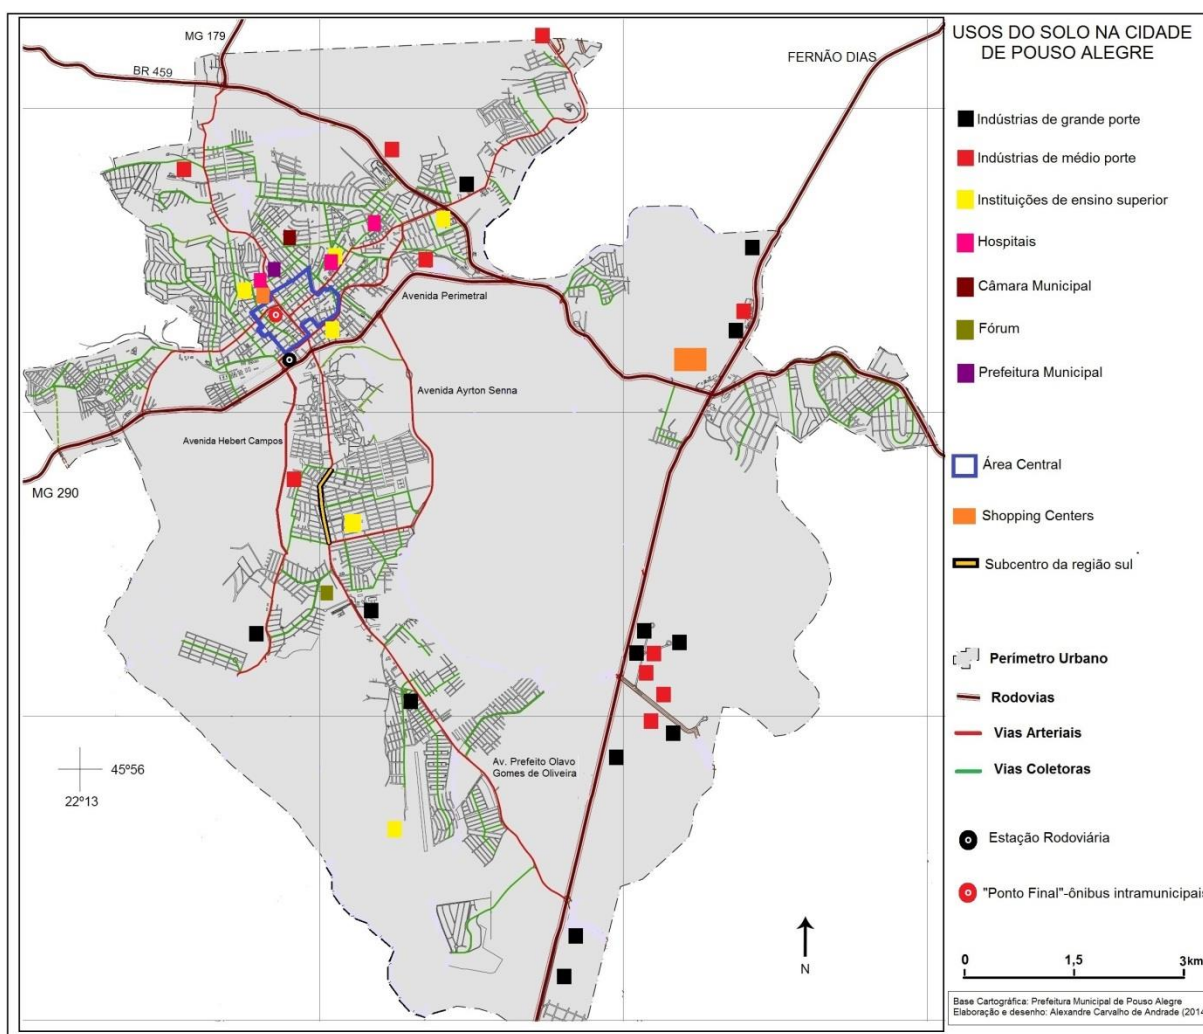 MG 179
BR 459
FERNÃO DIAS
Avenida Perimetral
Avenida Ayrton Senna
Avenida Hebert Campos
MG 290
Av. Prefeito Olavo
Gomes de Oliveira
45º56
22º13
N
USOS DO SOLO NA CIDADE
DE POUSO ALEGRE
Indústrias de grande porte
Indústrias de médio porte
Instituições de ensino superior
Hospitais
Câmara Municipal
Fórum
Prefeitura Municipal
Área Central
Shopping Centers
Subcentro da região sul
Perímetro Urbano
Rodovias
Vias Arteriais
Vias Coletoras
Estação Rodoviária
"Ponto Final"-ônibus intramunicipais
0 1,5 3km
Base Cartográfica: Prefeitura Municipal de Pouso Alegre
Elaboração e desenho: Alexandre Carvalho de Andrade (2014